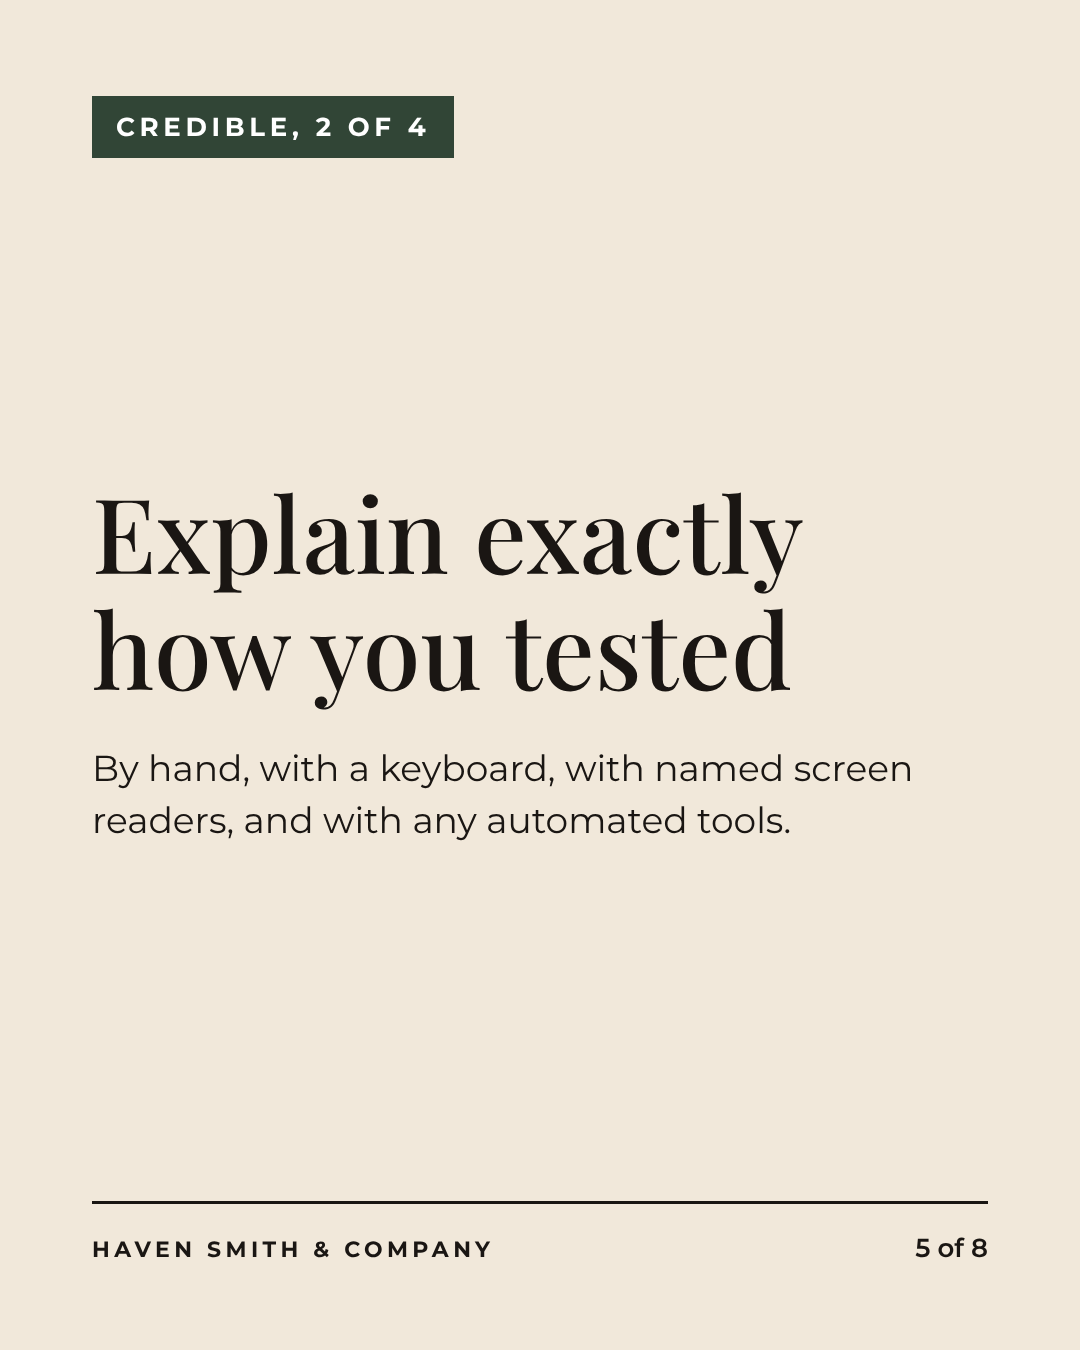 CREDIBLE, 2 OF 4
Explain exactly
how you tested
By hand, with a keyboard, with named screen
readers, and with any automated tools.
HAVEN SMITH & COMPANY
5 of 8